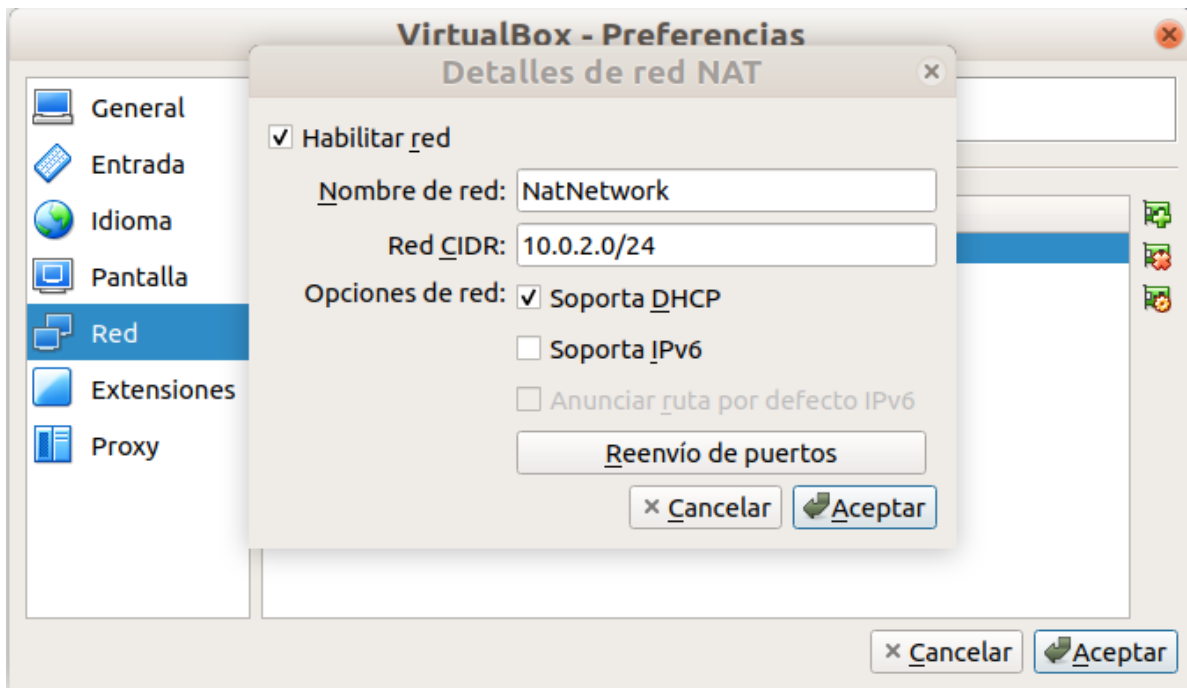 VirtualBox - Preferencias
Detalles de red NAT
General
Entrada
Idioma
Pantalla
Red
Extensiones
Proxy
Habilitar red
Nombre de red: NatNetwork
Red CIDR: 10.0.2.0/24
Opciones de red: Soporta DHCP
Soporta IPv6
Anunciar ruta por defecto IPv6
Reenvío de puertos
Cancelar Aceptar
Cancelar Aceptar